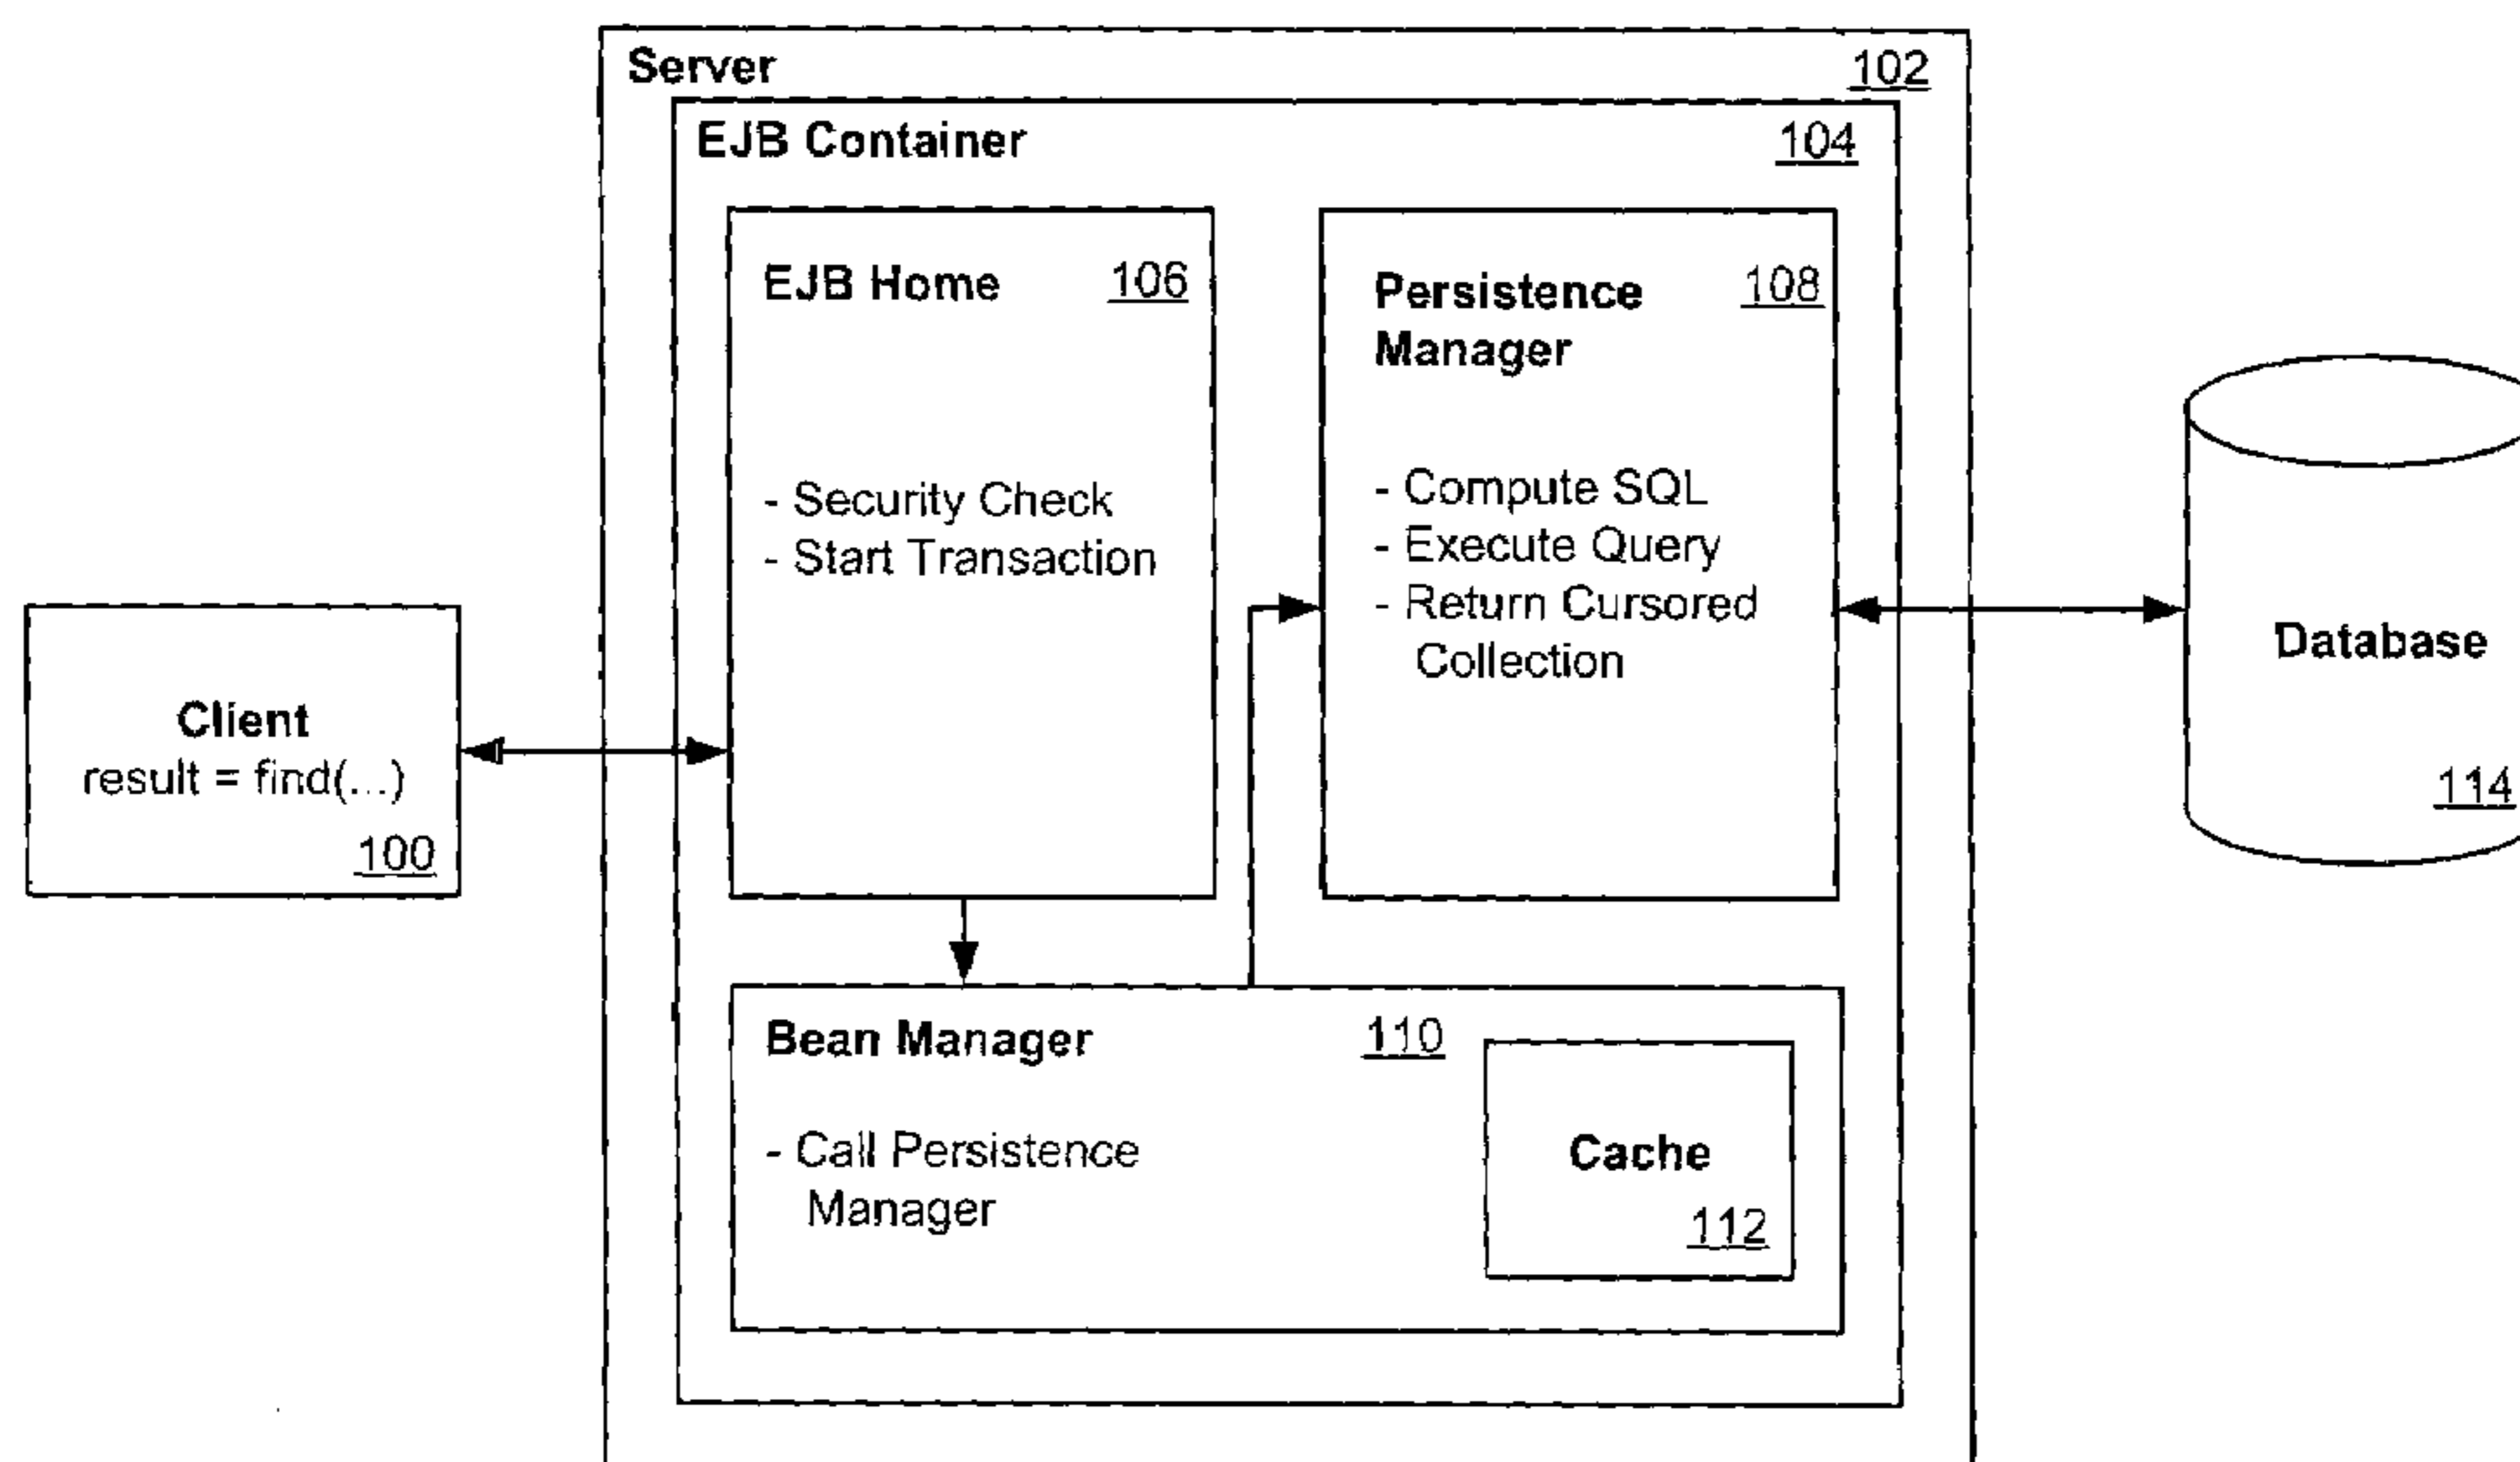 Server 102
EJB Container 104
EJB Home 106
- Security Check
- Start Transaction
Persistence 108
Manager
- Compute SQL
- Execute Query
- Return Cursored
Collection
Client
result = find(...)
100
Database
114
Bean Manager 110
- Call Persistence
Manager
Cache
112